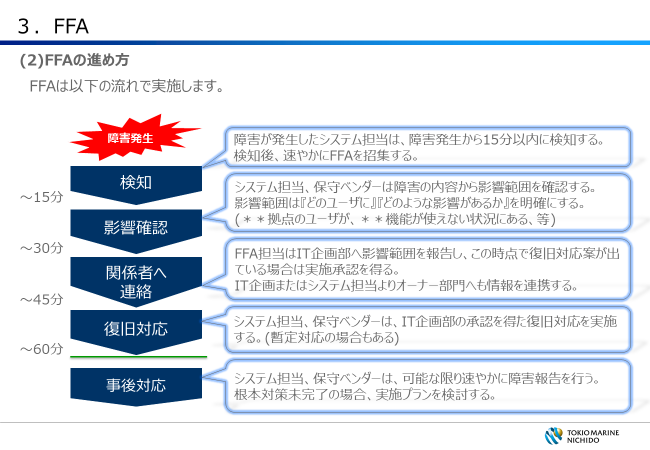 ３．FFA
(2)FFAの進め方
FFAは以下の流れで実施します。
障害発生
障害が発生したシステム担当は、障害発生から15分以内に検知する。
検知後、速やかにFFAを招集する。
検知
～15分
システム担当、保守ベンダーは障害の内容から影響範囲を確認する。
影響範囲は『どのユーザに』『どのような影響があるか』を明確にする。
(＊＊拠点のユーザが、＊＊機能が使えない状況にある、等)
影響確認
～30分
FFA担当はIT企画部へ影響範囲を報告し、この時点で復旧対応案が出
ている場合は実施承認を得る。
IT企画またはシステム担当よりオーナー部門へも情報を連携する。
関係者へ
連絡
～45分
システム担当、保守ベンダーは、IT企画部の承認を得た復旧対応を実施
する。(暫定対応の場合もある)
復旧対応
～60分
システム担当、保守ベンダーは、可能な限り速やかに障害報告を行う。
根本対策未完了の場合、実施プランを検討する。
事後対応
TOKIO MARINE
NICHIDO